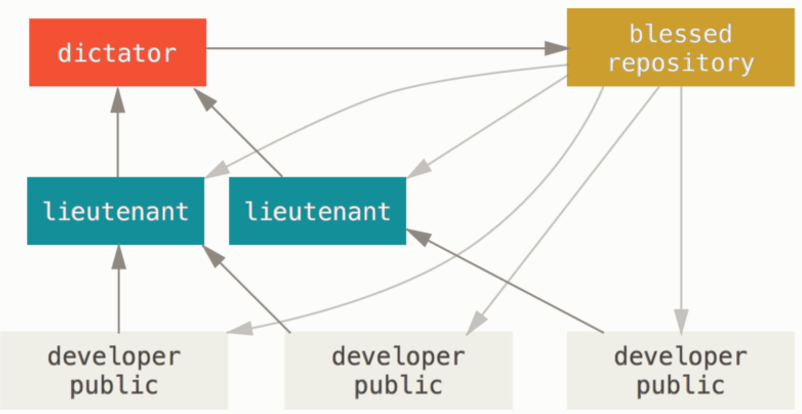 dictator
blessed
repository
lieutenant
lieutenant
developer
public
developer
public
developer
public